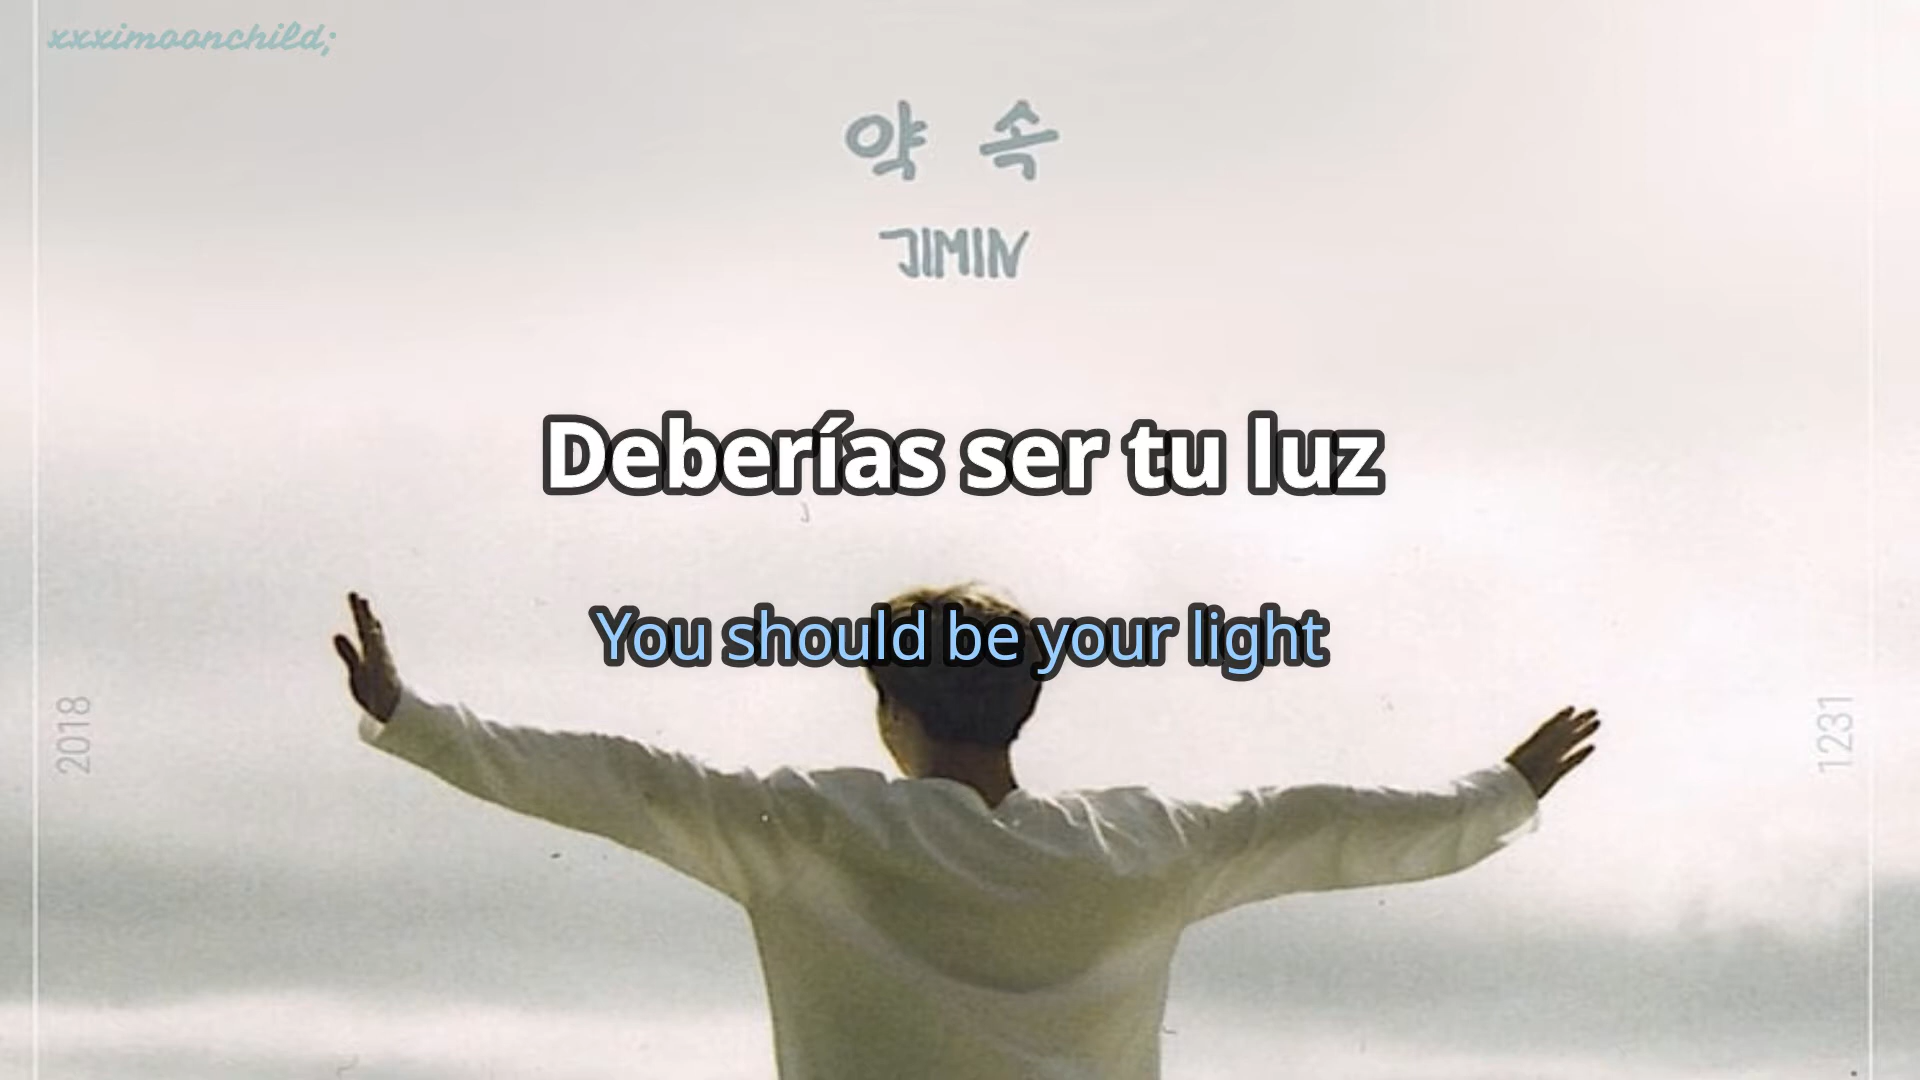 xxximoonchild;
약 속
JIMIN
Deberías ser tu luz
You should be your light
2018
1231